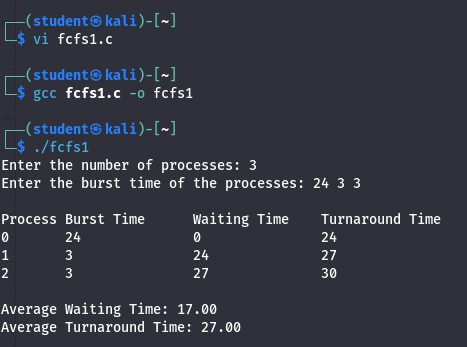 ┌──(student㉿kali)-[~]
└─$ vi fcfs1.c
┌──(student㉿kali)-[~]
└─$ gcc fcfs1.c -o fcfs1
┌──(student㉿kali)-[~]
└─$ ./fcfs1
Enter the number of processes: 3
Enter the burst time of the processes: 24 3 3
Process Burst Time Waiting Time Turnaround Time
0 24 0 24
1 3 24 27
2 3 27 30
Average Waiting Time: 17.00
Average Turnaround Time: 27.00